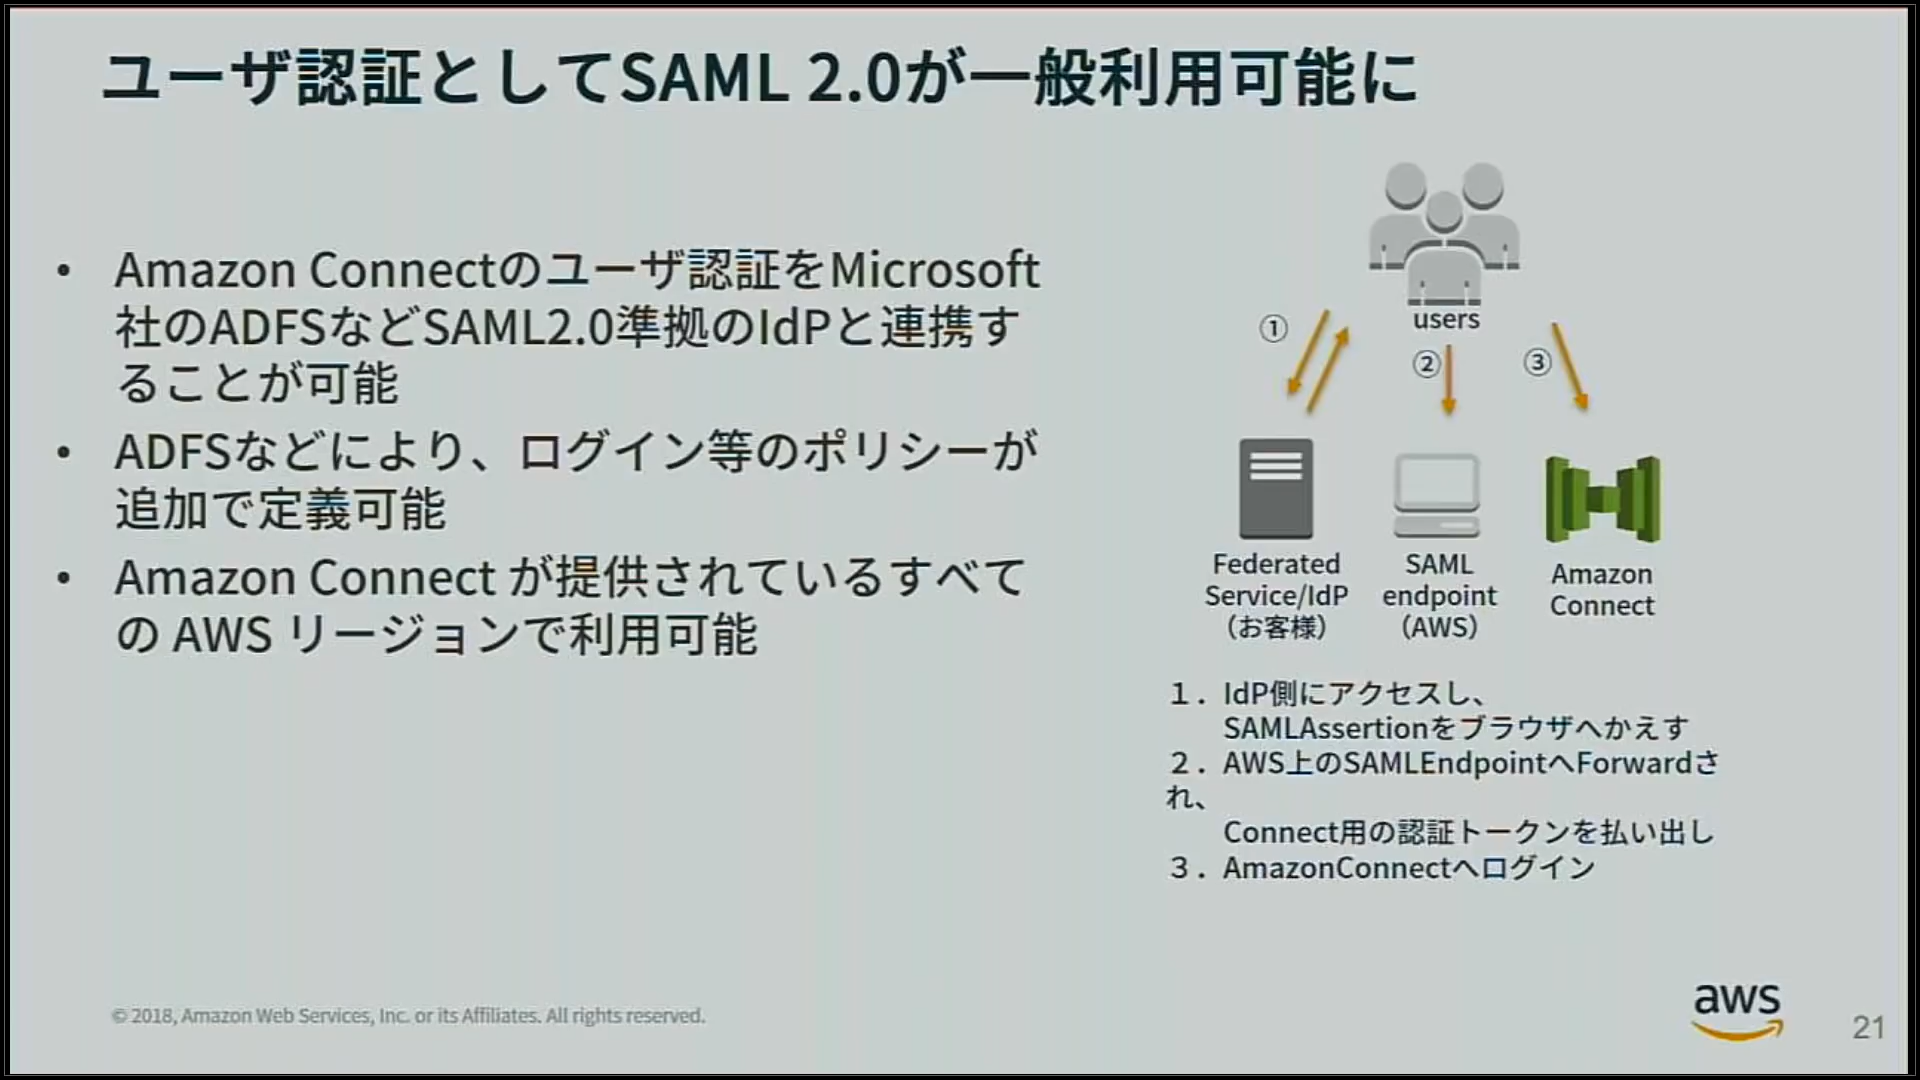 ユーザ認証としてSAML 2.0が一般利用可能に
• Amazon Connectのユーザ認証をMicrosoft
社のADFSなどSAML2.0準拠のIdPと連携す
ることが可能
• ADFSなどにより、ログイン等のポリシーが
追加で定義可能
• Amazon Connect が提供されているすべて
の AWS リージョンで利用可能
users
①
②
③
Federated
Service/IdP
（お客様）
SAML
endpoint
（AWS）
Amazon
Connect
１．IdP側にアクセスし、
SAMLAssertionをブラウザへかえす
２．AWS上のSAMLEndpointへForwardさ
れ、
Connect用の認証トークンを払い出し
３．AmazonConnectへログイン
© 2018, Amazon Web Services, Inc. or its Affiliates. All rights reserved.
aws
21